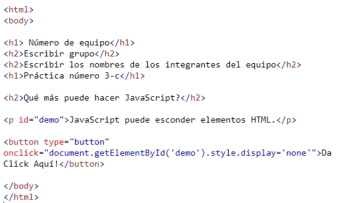 <html>
<body>
<h1> Número de equipo</h1>
<h2>Escribir grupo</h2>
<h2>Escribir los nombres de los integrantes del equipo</h2>
<h1>Práctica número 3-c</h1>
<h2>Qué más puede hacer JavaScript?</h2>
<p id="demo">JavaScript puede esconder elementos HTML.</p>
<button type="button"
onclick="document.getElementById('demo').style.display='none'">Da
Click Aquí!</button>
</body>
</html>